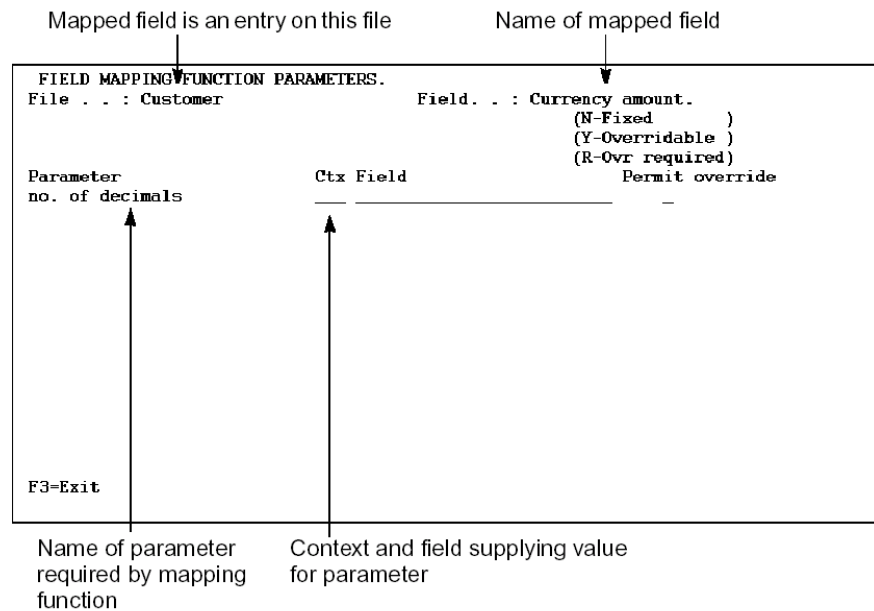 Mapped field is an entry on this file
Name of mapped field
FIELD MAPPING FUNCTION PARAMETERS.
File . . : Customer Field. . : Currency amount.
(N-Fixed )
(Y-Overridable )
(R-Ovr required)
Parameter Ctx Field Permit override
no. of decimals ___ __________________________ _
F3=Exit
Name of parameter
required by mapping
function
Context and field supplying value
for parameter